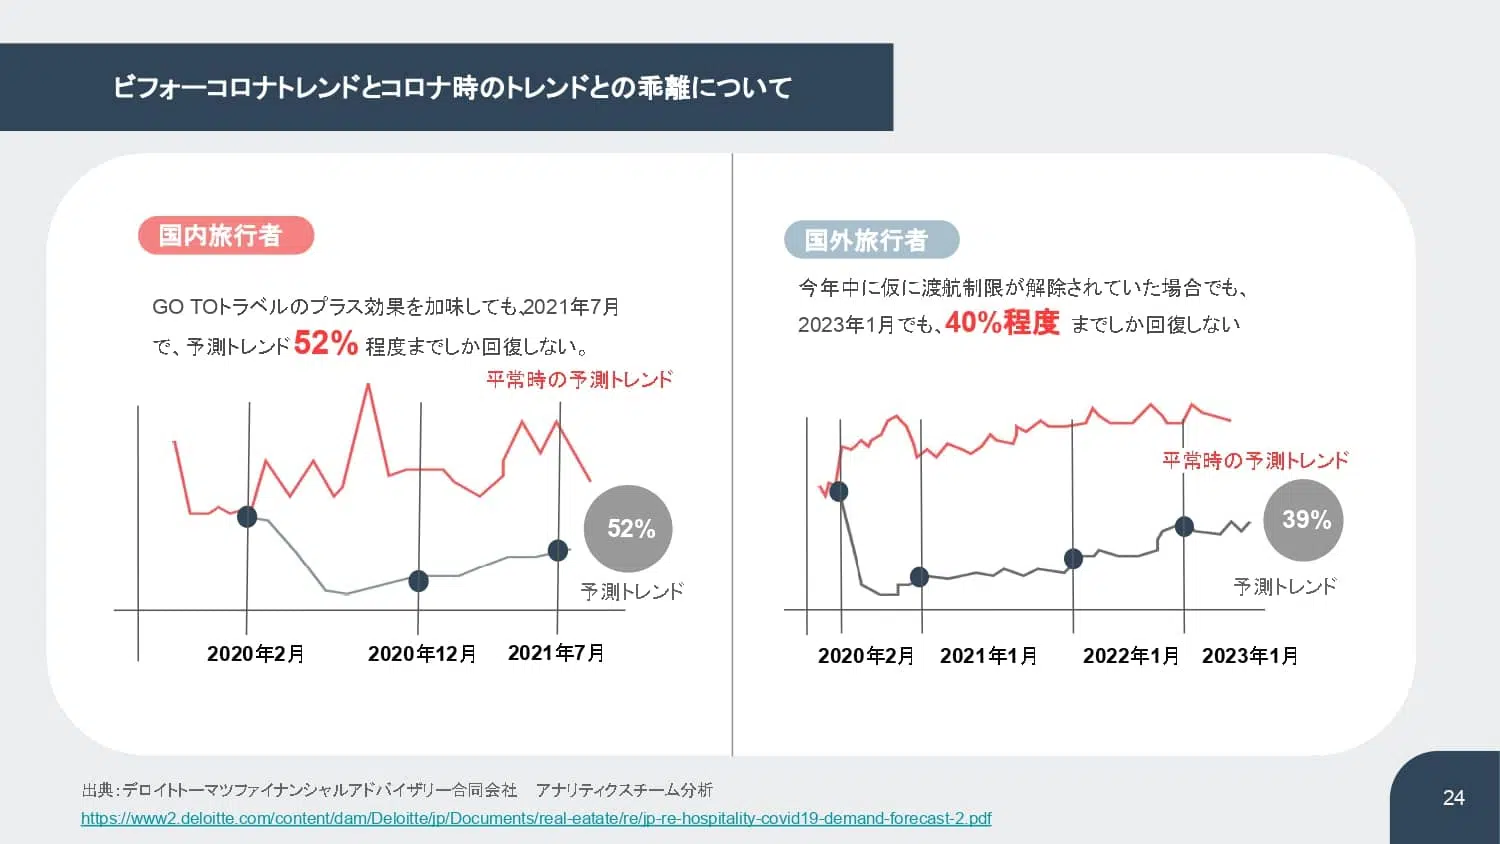 ビフォーコロナトレンドとコロナ時のトレンドとの乖離について
国内旅行者
GO TOトラベルのプラス効果を加味しても、2021年7月
で、予測トレンド 52% 程度までしか回復しない。
平常時の予測トレンド
52%
予測トレンド
2020年2月
2020年12月
2021年7月
国外旅行者
今年中に仮に渡航制限が解除されていた場合でも、
2023年1月でも、40%程度 までしか回復しない
平常時の予測トレンド
39%
予測トレンド
2020年2月
2021年1月
2022年1月
2023年1月
出典：デロイトトーマツファイナンシャルアドバイザリー合同会社　アナリティクスチーム分析
https://www2.deloitte.com/content/dam/Deloitte/jp/Documents/real-eatate/re/jp-re-hospitality-covid19-demand-forecast-2.pdf
24